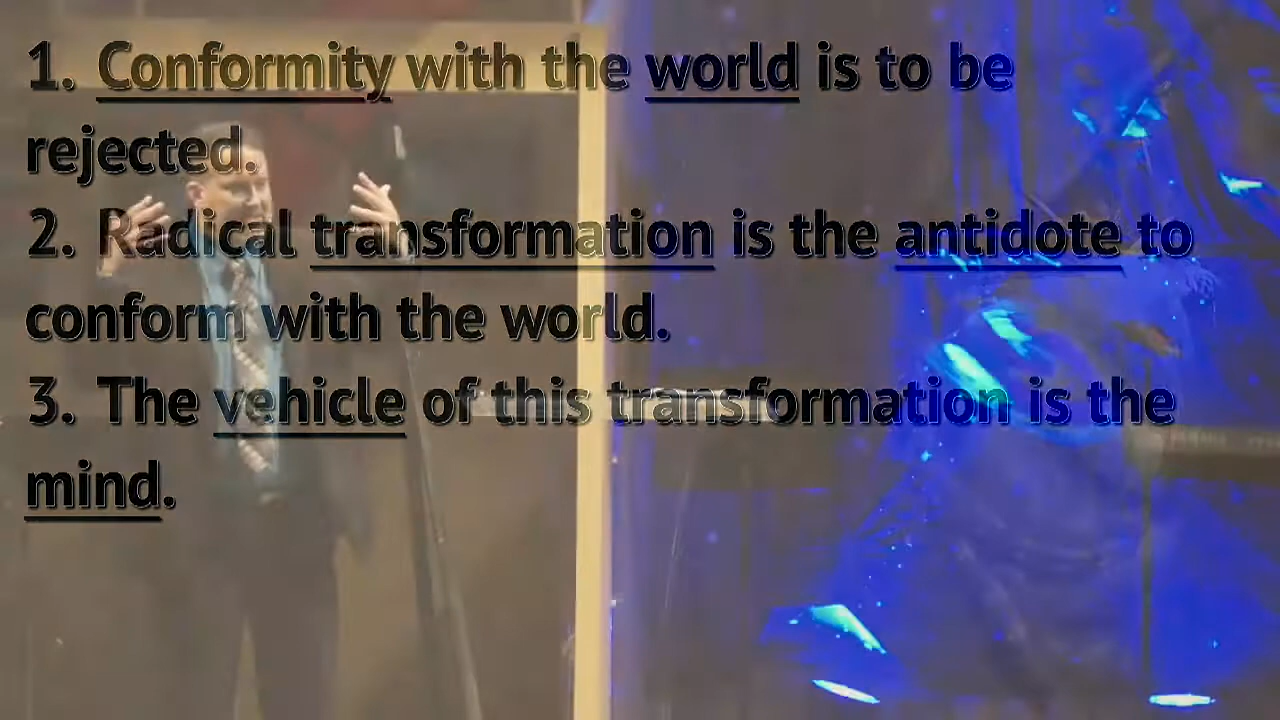 1. Conformity with the world is to be
rejected.
2. Radical transformation is the antidote to
conform with the world.
3. The vehicle of this transformation is the
mind.